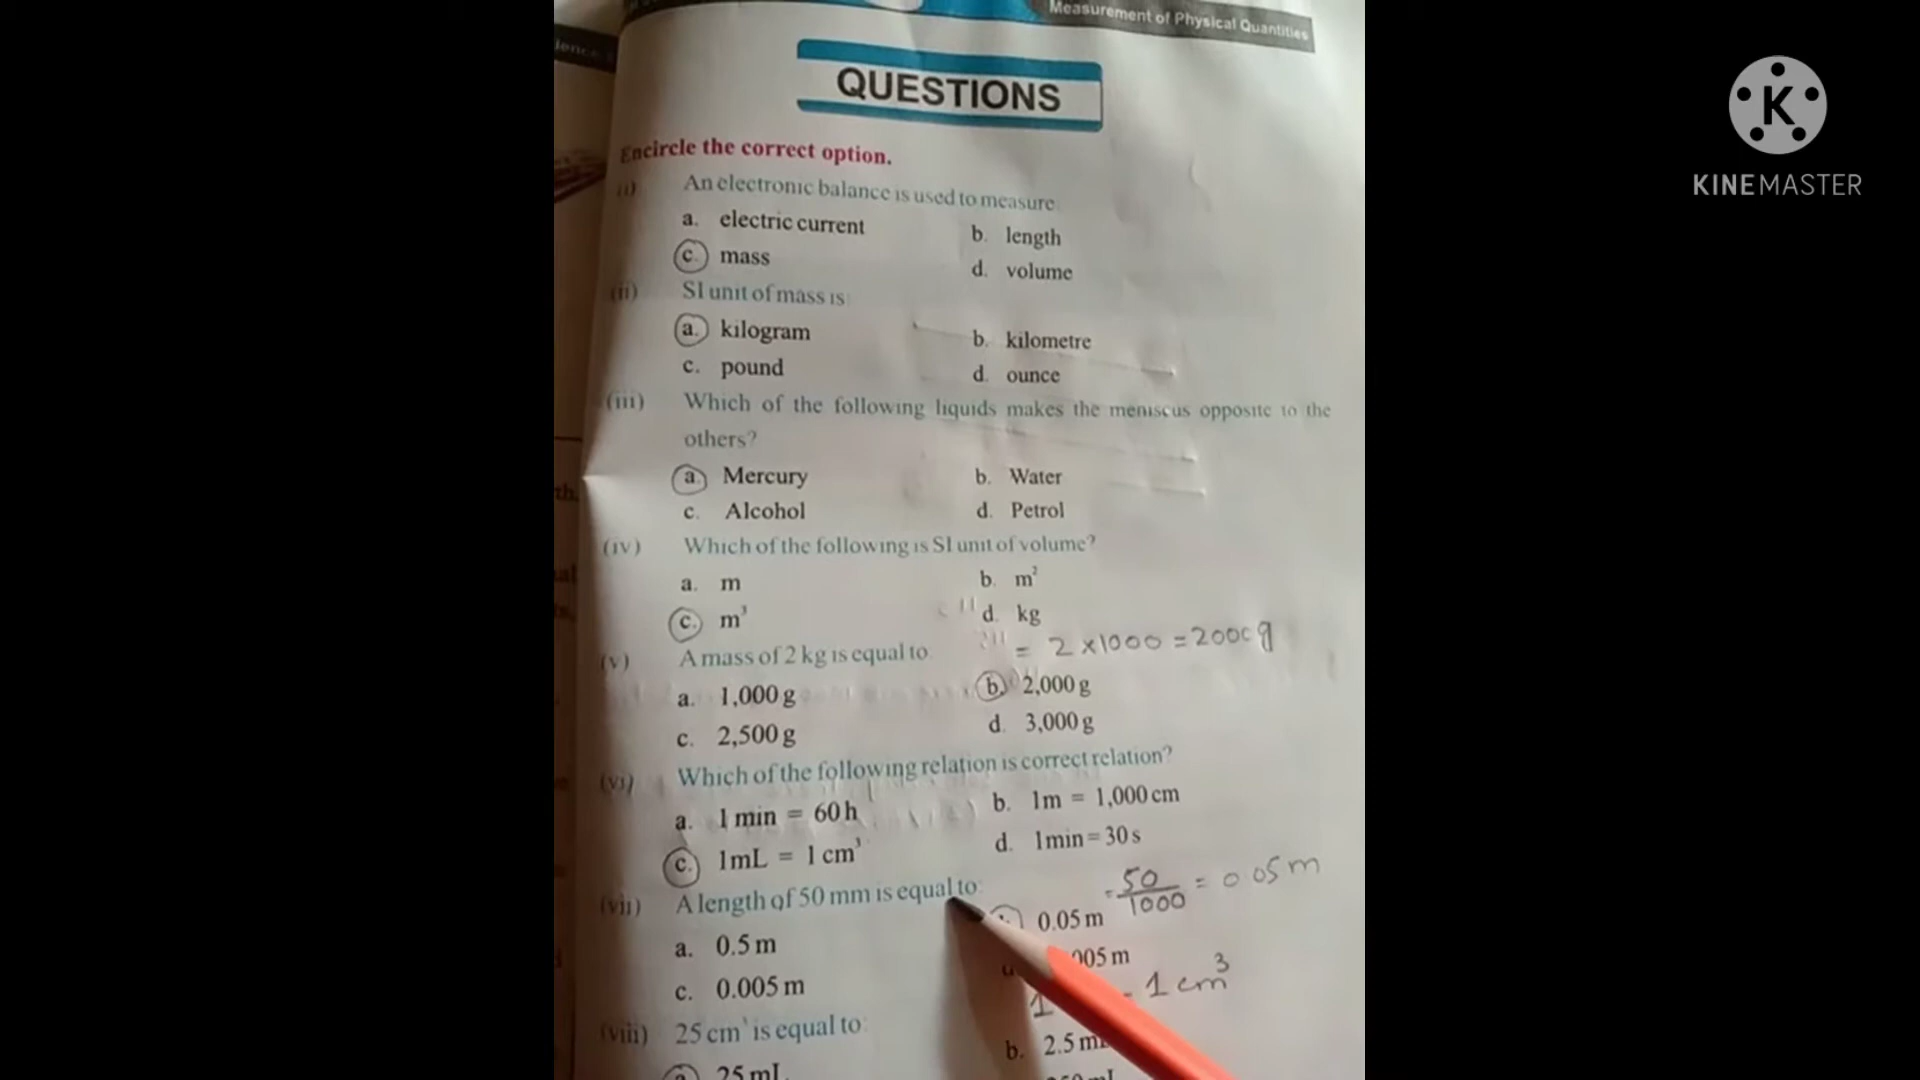 Measurement of Physical Quantities
QUESTIONS
Encircle the correct option.
(i) An electronic balance is used to measure:
a. electric current b. length
c. mass d. volume
(ii) SI unit of mass is:
a. kilogram b. kilometre
c. pound d. ounce
(iii) Which of the following liquids makes the meniscus opposite to the
others?
a. Mercury b. Water
c. Alcohol d. Petrol
(iv) Which of the following is SI unit of volume?
a. m b. m²
c. m³ d. kg
(v) A mass of 2 kg is equal to: = 2 × 1000 = 2000 g
a. 1,000 g b. 2,000 g
c. 2,500 g d. 3,000 g
(vi) Which of the following relation is correct relation?
a. 1 min = 60 h b. 1m = 1,000 cm
c. 1mL = 1 cm³ d. 1min = 30 s
(vii) A length of 50 mm is equal to: = 50/1000 = 0.05 m
a. 0.5 m 0.05 m
c. 0.005 m 005 m
1 - 1 cm³
(viii) 25 cm³ is equal to:
a. 25 mL b. 2.5
KINEMASTER